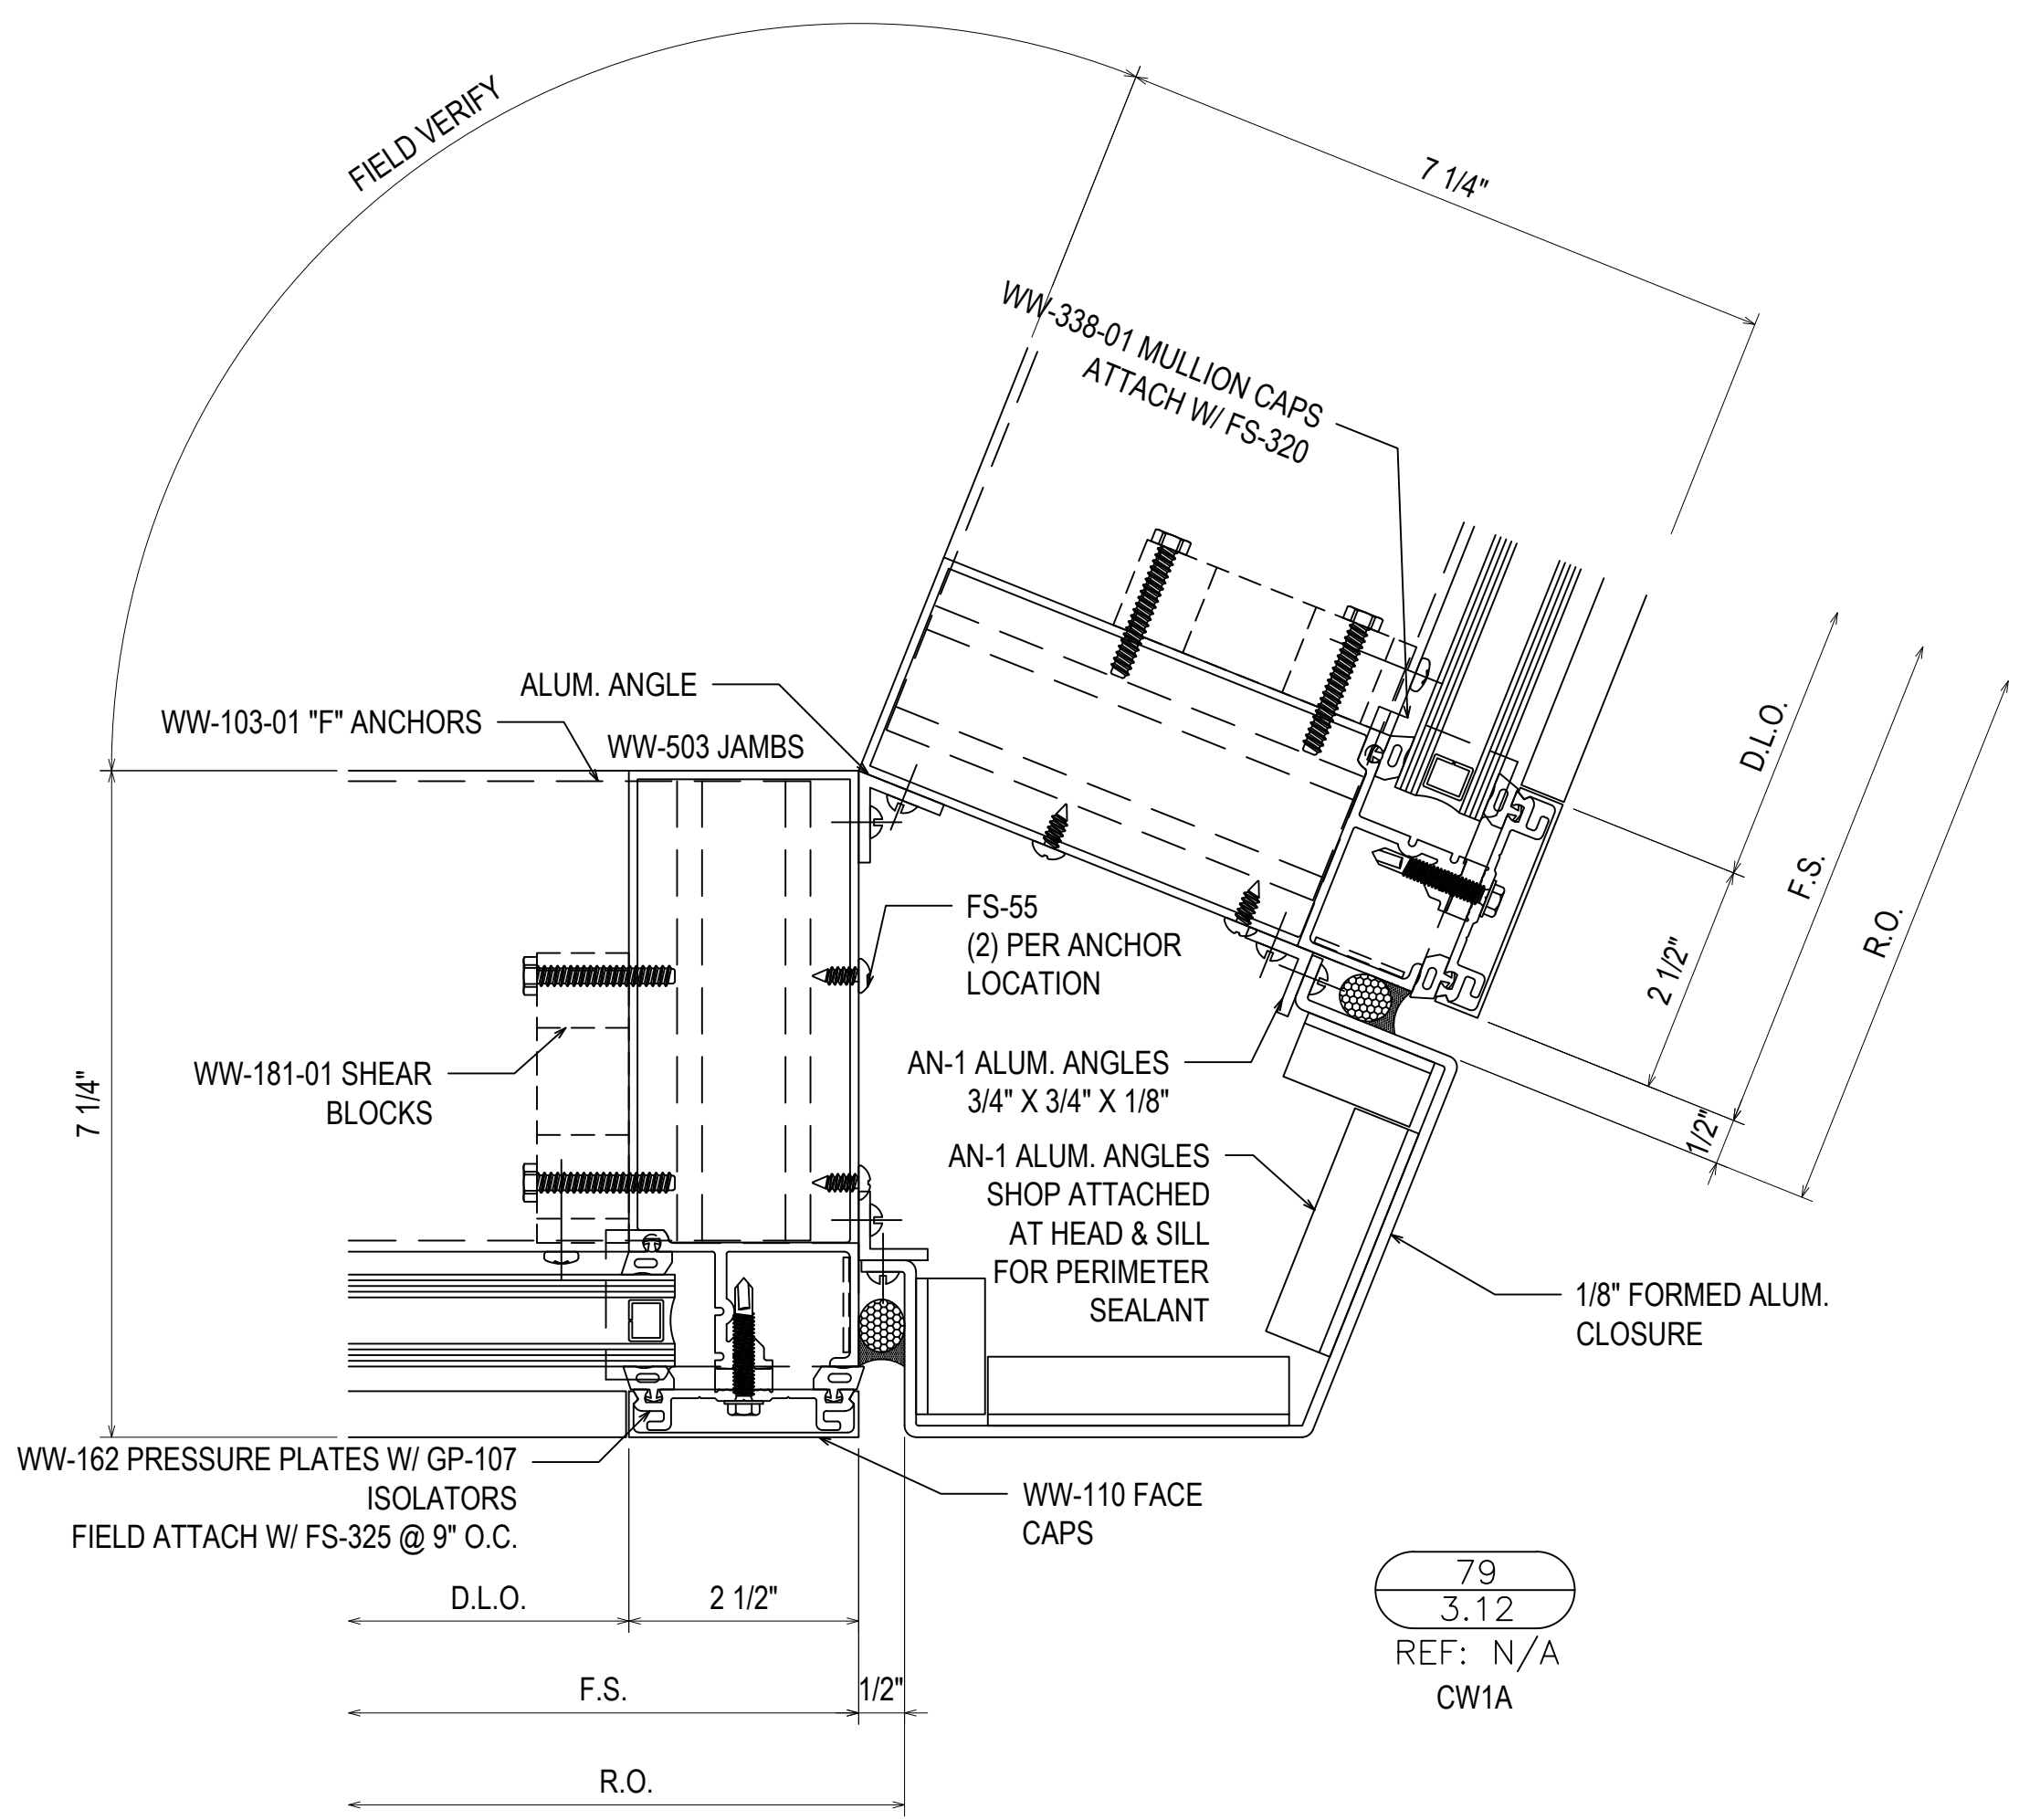 FIELD VERIFY
7 1/4"
WW-338-01 MULLION CAPS
ATTACH W/ FS-320
ALUM. ANGLE
WW-103-01 "F" ANCHORS
WW-503 JAMBS
D.L.O.
F.S.
R.O.
FS-55
(2) PER ANCHOR
LOCATION
2 1/2"
WW-181-01 SHEAR
BLOCKS
7 1/4"
AN-1 ALUM. ANGLES
3/4" X 3/4" X 1/8"
1/2"
AN-1 ALUM. ANGLES
SHOP ATTACHED
AT HEAD & SILL
FOR PERIMETER
SEALANT
1/8" FORMED ALUM.
CLOSURE
WW-162 PRESSURE PLATES W/ GP-107
ISOLATORS
FIELD ATTACH W/ FS-325 @ 9" O.C.
WW-110 FACE
CAPS
D.L.O.
2 1/2"
F.S.
1/2"
R.O.
79
3.12
REF: N/A
CW1A